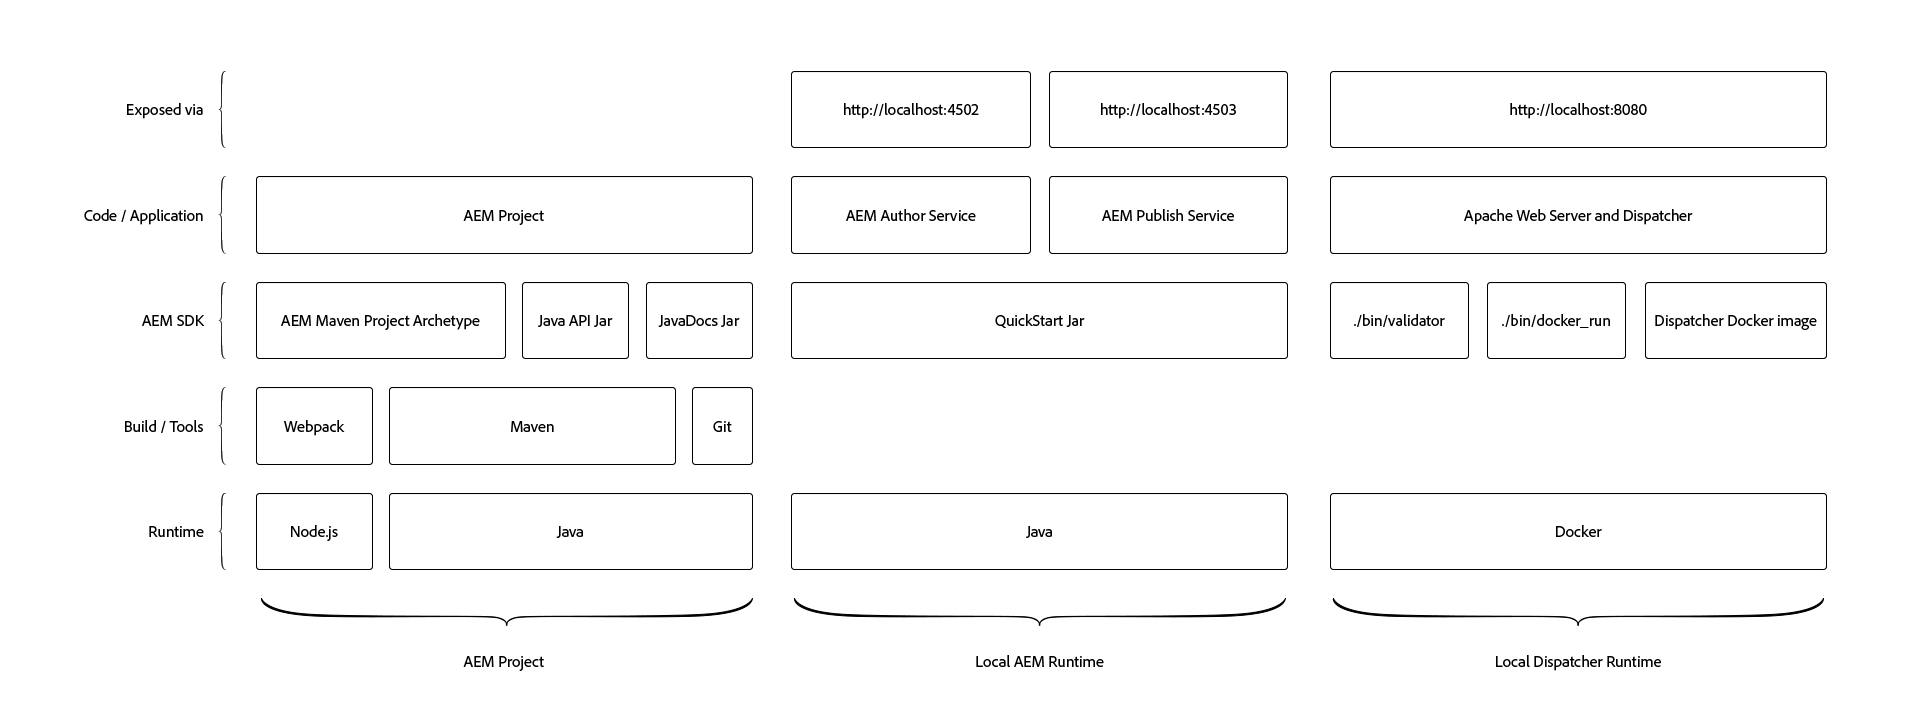 Exposed via
http://localhost:4502
http://localhost:4503
http://localhost:8080
Code / Application
AEM Project
AEM Author Service
AEM Publish Service
Apache Web Server and Dispatcher
AEM SDK
AEM Maven Project Archetype
Java API Jar
JavaDocs Jar
QuickStart Jar
./bin/validator
./bin/docker_run
Dispatcher Docker image
Build / Tools
Webpack
Maven
Git
Runtime
Node.js
Java
Java
Docker
AEM Project
Local AEM Runtime
Local Dispatcher Runtime